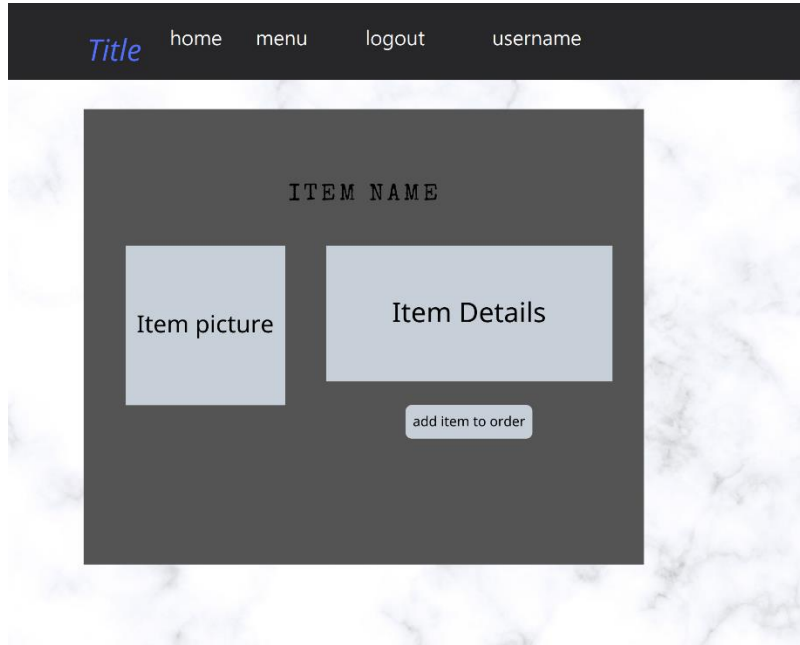 Title home menu logout username
ITEM NAME
Item picture
Item Details
add item to order